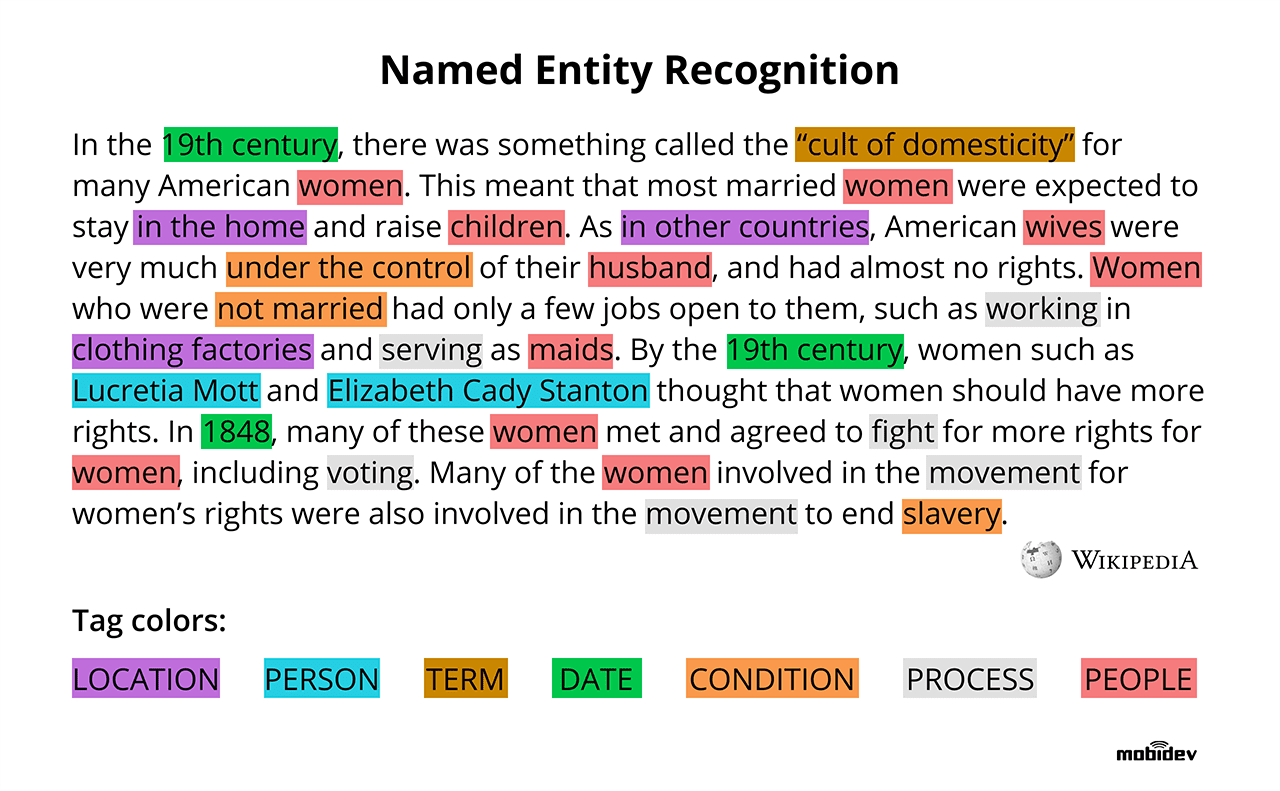 Named Entity Recognition
In the 19th century, there was something called the “cult of domesticity” for
many American women. This meant that most married women were expected to
stay in the home and raise children. As in other countries, American wives were
very much under the control of their husband, and had almost no rights. Women
who were not married had only a few jobs open to them, such as working in
clothing factories and serving as maids. By the 19th century, women such as
Lucretia Mott and Elizabeth Cady Stanton thought that women should have more
rights. In 1848, many of these women met and agreed to fight for more rights for
women, including voting. Many of the women involved in the movement for
women’s rights were also involved in the movement to end slavery.
WIKIPEDIA
Tag colors:
LOCATION PERSON TERM DATE CONDITION PROCESS PEOPLE
mobidev